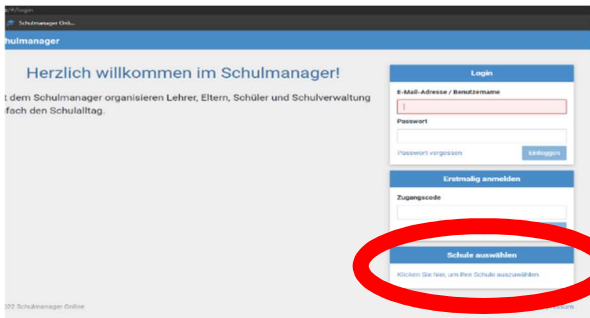 /#/login
Schulmanager Onli...
hulmanager
Herzlich willkommen im Schulmanager!
t dem Schulmanager organisieren Lehrer, Eltern, Schüler und Schulverwaltung
fach den Schulalltag.
Login
E-Mail-Adresse / Benutzername
Passwort
Passwort vergessen
Einloggen
Erstmalig anmelden
Zugangscode
Schule auswählen
Klicken Sie hier, um Ihre Schule auszuwählen
022 Schulmanager Online